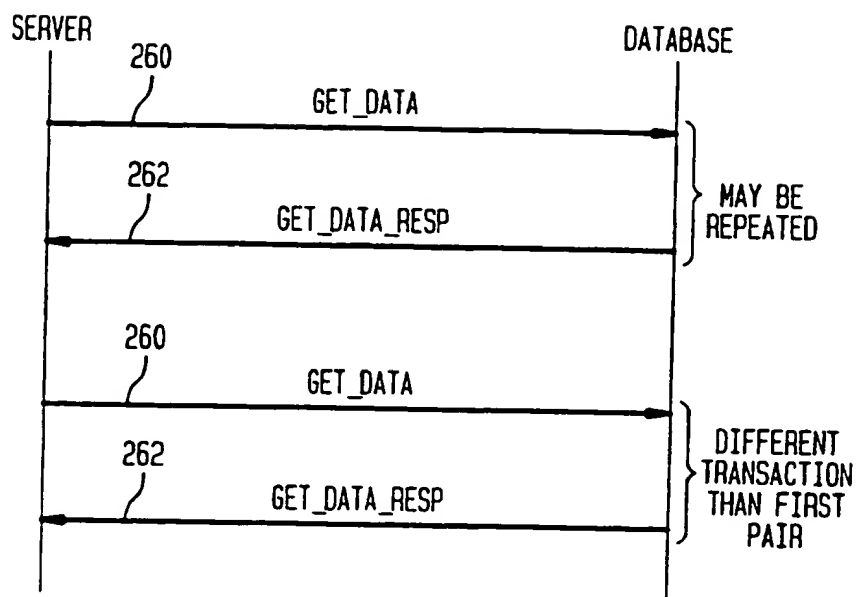 SERVER
DATABASE
260
GET_DATA
262
GET_DATA_RESP
MAY BE
REPEATED
260
GET_DATA
262
GET_DATA_RESP
DIFFERENT
TRANSACTION
THAN FIRST
PAIR